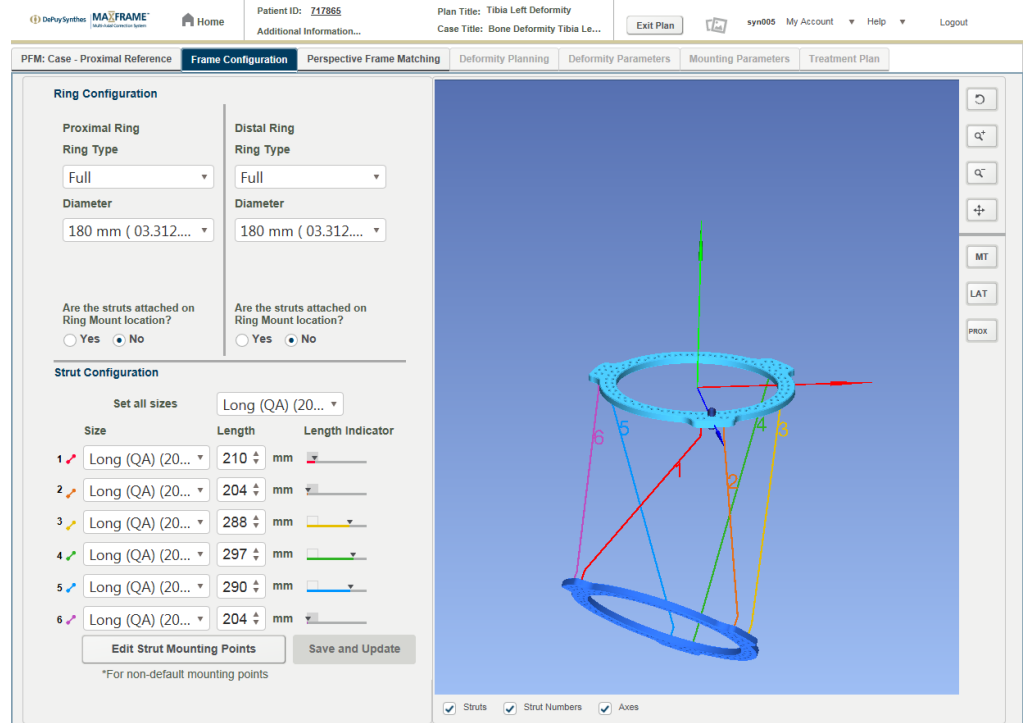 DePuySynthes MAXFRAME™
Multi-Axial Correction System
Home
Patient ID: 717865
Additional Information...
Plan Title: Tibia Left Deformity
Case Title: Bone Deformity Tibia Le...
Exit Plan
syn005 My Account ▼ Help ▼ Logout
PFM: Case - Proximal Reference Frame Configuration Perspective Frame Matching Deformity Planning Deformity Parameters Mounting Parameters Treatment Plan
Ring Configuration
Proximal Ring
Ring Type
Full
Diameter
180 mm ( 03.312....
Are the struts attached on
Ring Mount location?
Yes No
Distal Ring
Ring Type
Full
Diameter
180 mm ( 03.312....
Are the struts attached on
Ring Mount location?
Yes No
Strut Configuration
Set all sizes Long (QA) (20...
Size Length Length Indicator
1 Long (QA) (20... 210 mm
2 Long (QA) (20... 204 mm
3 Long (QA) (20... 288 mm
4 Long (QA) (20... 297 mm
5 Long (QA) (20... 290 mm
6 Long (QA) (20... 204 mm
Edit Strut Mounting Points Save and Update
*For non-default mounting points
6
5
1
2
4
3
MT
LAT
PROX
Struts Strut Numbers Axes